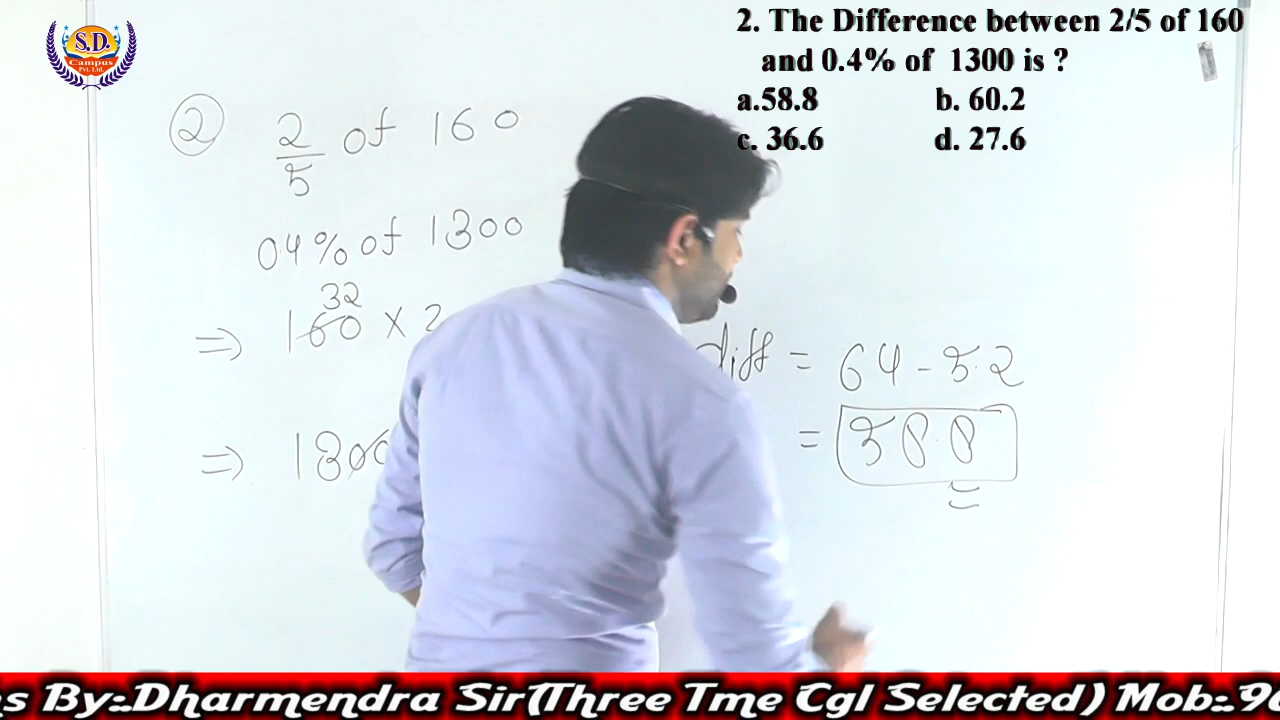 S.D.
Campus
Pvt. Ltd.
2. The Difference between 2/5 of 160
and 0.4% of 1300 is ?
a.58.8 b. 60.2
c. 36.6 d. 27.6
2 2/5 of 160
04% of 1300
32
⇒ 160 × 2
⇒ 1300
diff = 64 - 5.2
= 58.8
s By:-Dharmendra Sir(Three Tme Cgl Selected) Mob:-98